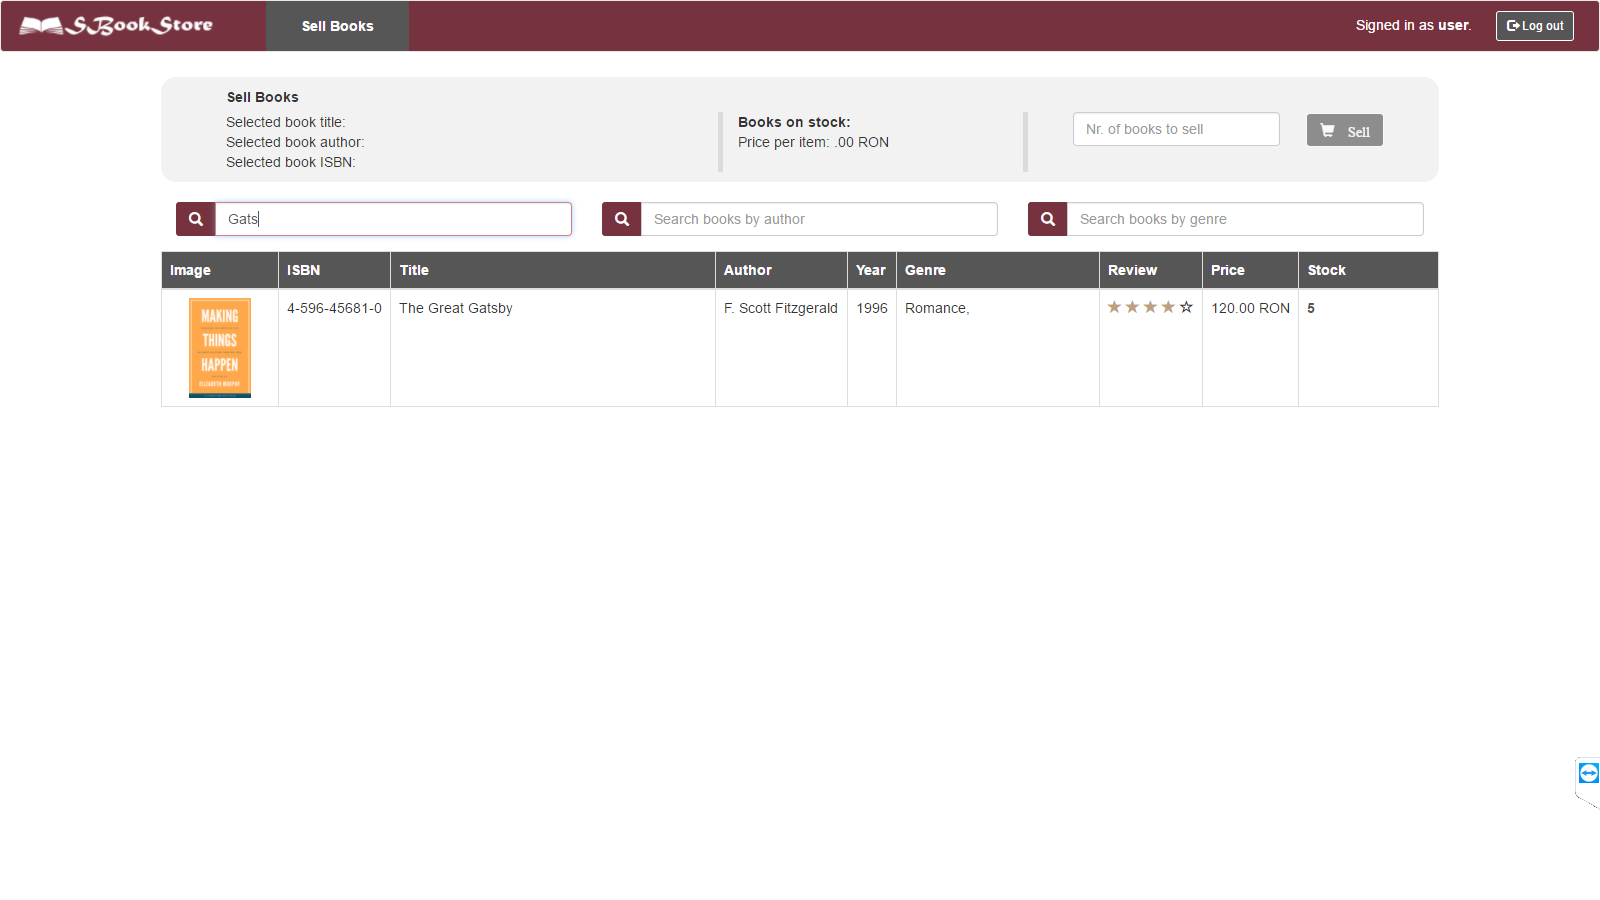 SBook Store
Sell Books
Signed in as user.
Log out
Sell Books
Selected book title:
Selected book author:
Selected book ISBN:
Books on stock:
Price per item: .00 RON
Nr. of books to sell
Sell
Gats
Search books by author
Search books by genre
Image ISBN Title Author Year Genre Review Price Stock
4-596-45681-0 The Great Gatsby F. Scott Fitzgerald 1996 Romance, 120.00 RON 5
MAKING
THINGS
HAPPEN
ELIZABETH MURPHY